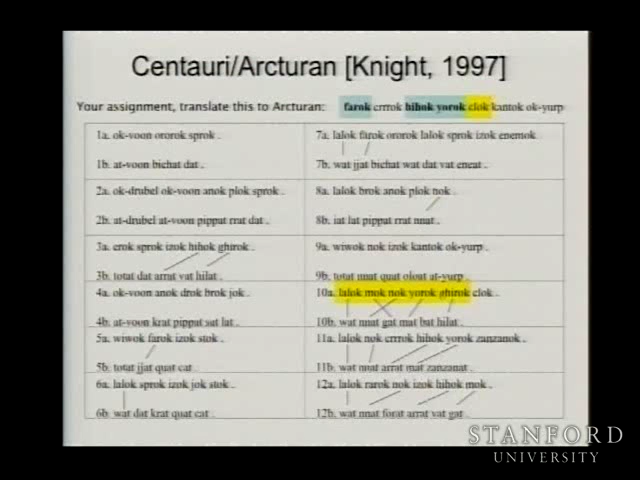 Centauri/Arcturan [Knight, 1997]
Your assignment, translate this to Arcturan: farok crrrok hihok yorok clok kantok ok-yurp
1a. ok-voon ororok sprok .
1b. at-voon bichat dat .
2a. ok-drubel ok-voon anok plok sprok .
2b. at-drubel at-voon pippat rrat dat .
3a. erok sprok izok hihok ghirok .
3b. totat dat arrat vat hilat .
4a. ok-voon anok drok brok jok .
4b. at-voon krat pippat sat lat .
5a. wiwok farok izok stok .
5b. totat jjat quat cat .
6a. lalok sprok izok jok stok .
6b. wat dat krat quat cat .
7a. lalok farok ororok lalok sprok izok enemok
7b. wat jjat bichat wat dat vat eneat .
8a. lalok brok anok plok nok .
8b. iat lat pippat rrat nnat .
9a. wiwok nok izok kantok ok-yurp .
9b. totat nnat quat oloat at-yurp .
10a. lalok mok nok yorok ghirok clok .
10b. wat nnat gat mat bat hilat .
11a. lalok nok crrrok hihok yorok zanzanok .
11b. wat nnat arrat mat zanzanat .
12a. lalok rarok nok izok hihok mok .
12b. wat nnat forat arrat vat gat .
STANFORD
UNIVERSITY